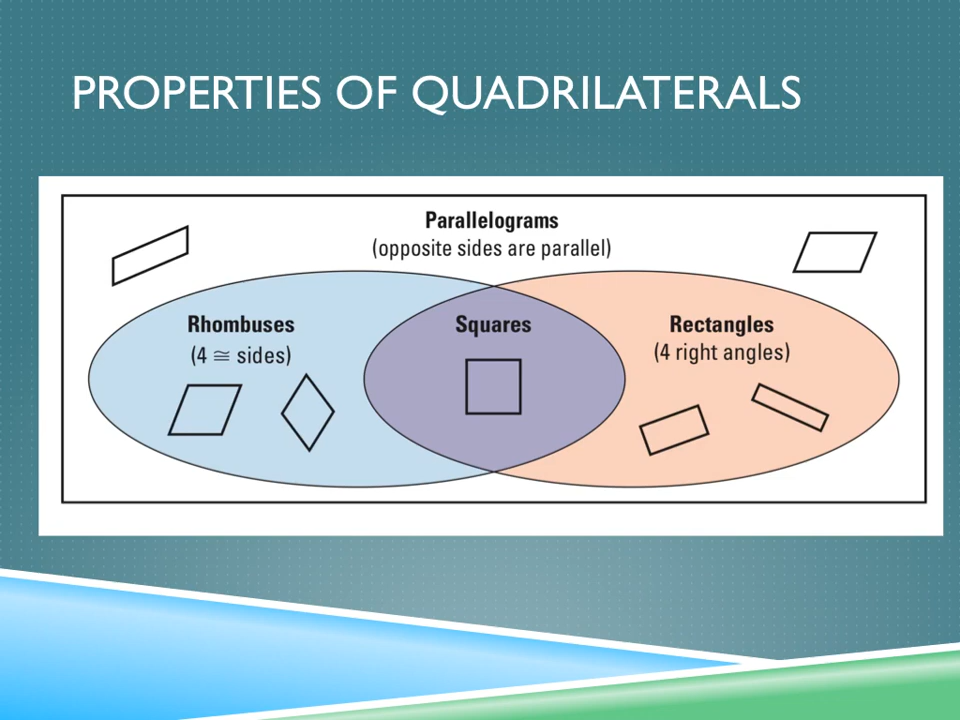 PROPERTIES OF QUADRILATERALS
Parallelograms
(opposite sides are parallel)
Rhombuses
(4 ≅ sides)
Squares
Rectangles
(4 right angles)